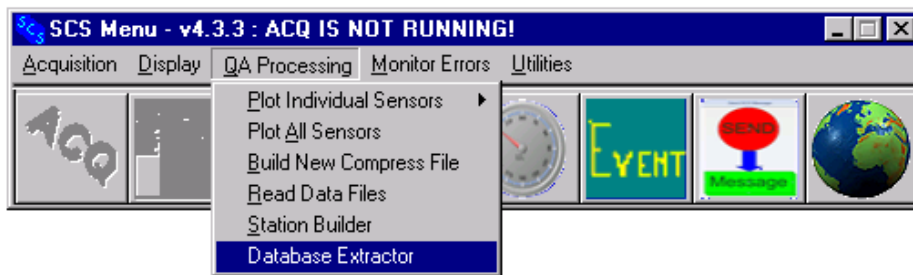 SCS SCS Menu - v4.3.3 : ACQ IS NOT RUNNING!
Acquisition Display QA Processing Monitor Errors Utilities
ACQ EVENT SEND Message
Plot Individual Sensors
Plot All Sensors
Build New Compress File
Read Data Files
Station Builder
Database Extractor